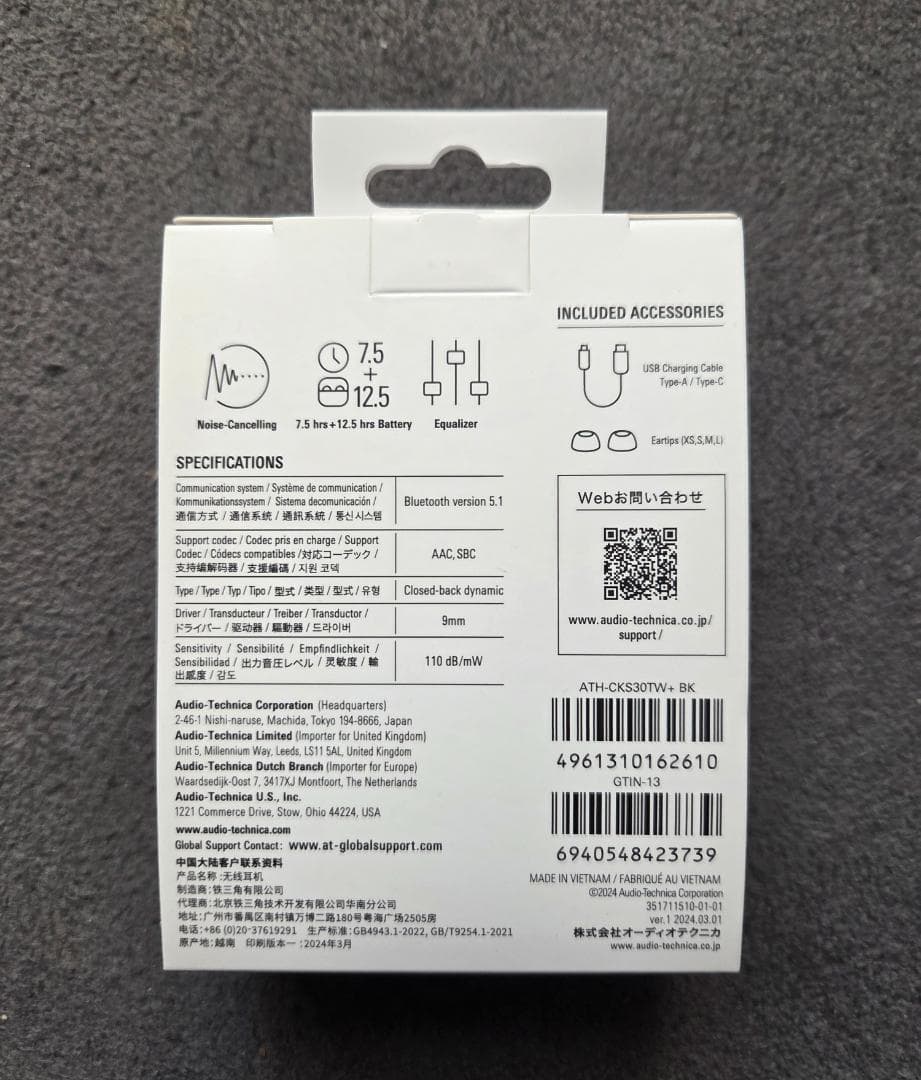 7.5
+
12.5
Noise-Cancelling
7.5 hrs+12.5 hrs Battery
Equalizer
SPECIFICATIONS
Communication system / Système de communication /
Kommunikationssystem / Sistema decomunicación /
通信方式 / 通信系统 / 通訊系統 / 통신 시스템
Bluetooth version 5.1
Support codec / Codec pris en charge / Support
Codec / Códecs compatibles /対応コーデック /
支持编解码器 / 支援編碼 / 지원 코덱
AAC, SBC
Type / Type / Typ / Tipo / 型式 / 类型 / 型式 / 유형
Closed-back dynamic
Driver / Transducteur / Treiber / Transductor /
ドライバー / 驱动器 / 驅動器 / 드라이버
9mm
Sensitivity / Sensibilité / Empfindlichkeit /
Sensibilidad / 出力音圧レベル / 灵敏度 / 輸
出感度 / 감도
110 dB/mW
Audio-Technica Corporation (Headquarters)
2-46-1 Nishi-naruse, Machida, Tokyo 194-8666, Japan
Audio-Technica Limited (Importer for United Kingdom)
Unit 5, Millennium Way, Leeds, LS11 5AL, United Kingdom
Audio-Technica Dutch Branch (Importer for Europe)
Waardsedijk-Oost 7, 3417XJ Montfoort, The Netherlands
Audio-Technica U.S., Inc.
1221 Commerce Drive, Stow, Ohio 44224, USA
www.audio-technica.com
Global Support Contact: www.at-globalsupport.com
中国大陆客户联系资料
产品名称:无线耳机
制造商:铁三角有限公司
代理商:北京铁三角技术开发有限公司华南分公司
地址:广州市番禺区南村镇万博二路180号粤海广场2505房
电话:+86 (0)20-37619291 生产标准:GB4943.1-2022, GB/T9254.1-2021
原产地:越南 印刷版本一:2024年3月
INCLUDED ACCESSORIES
USB Charging Cable
Type-A / Type-C
Eartips (XS,S,M,L)
Webお問い合わせ
www.audio-technica.co.jp/
support/
ATH-CKS30TW+ BK
4961310162610
GTIN-13
6940548423739
MADE IN VIETNAM / FABRIQUÉ AU VIETNAM
©2024 Audio-Technica Corporation
351711510-01-01
ver.1 2024.03.01
株式会社オーディオテクニカ
www.audio-technica.co.jp